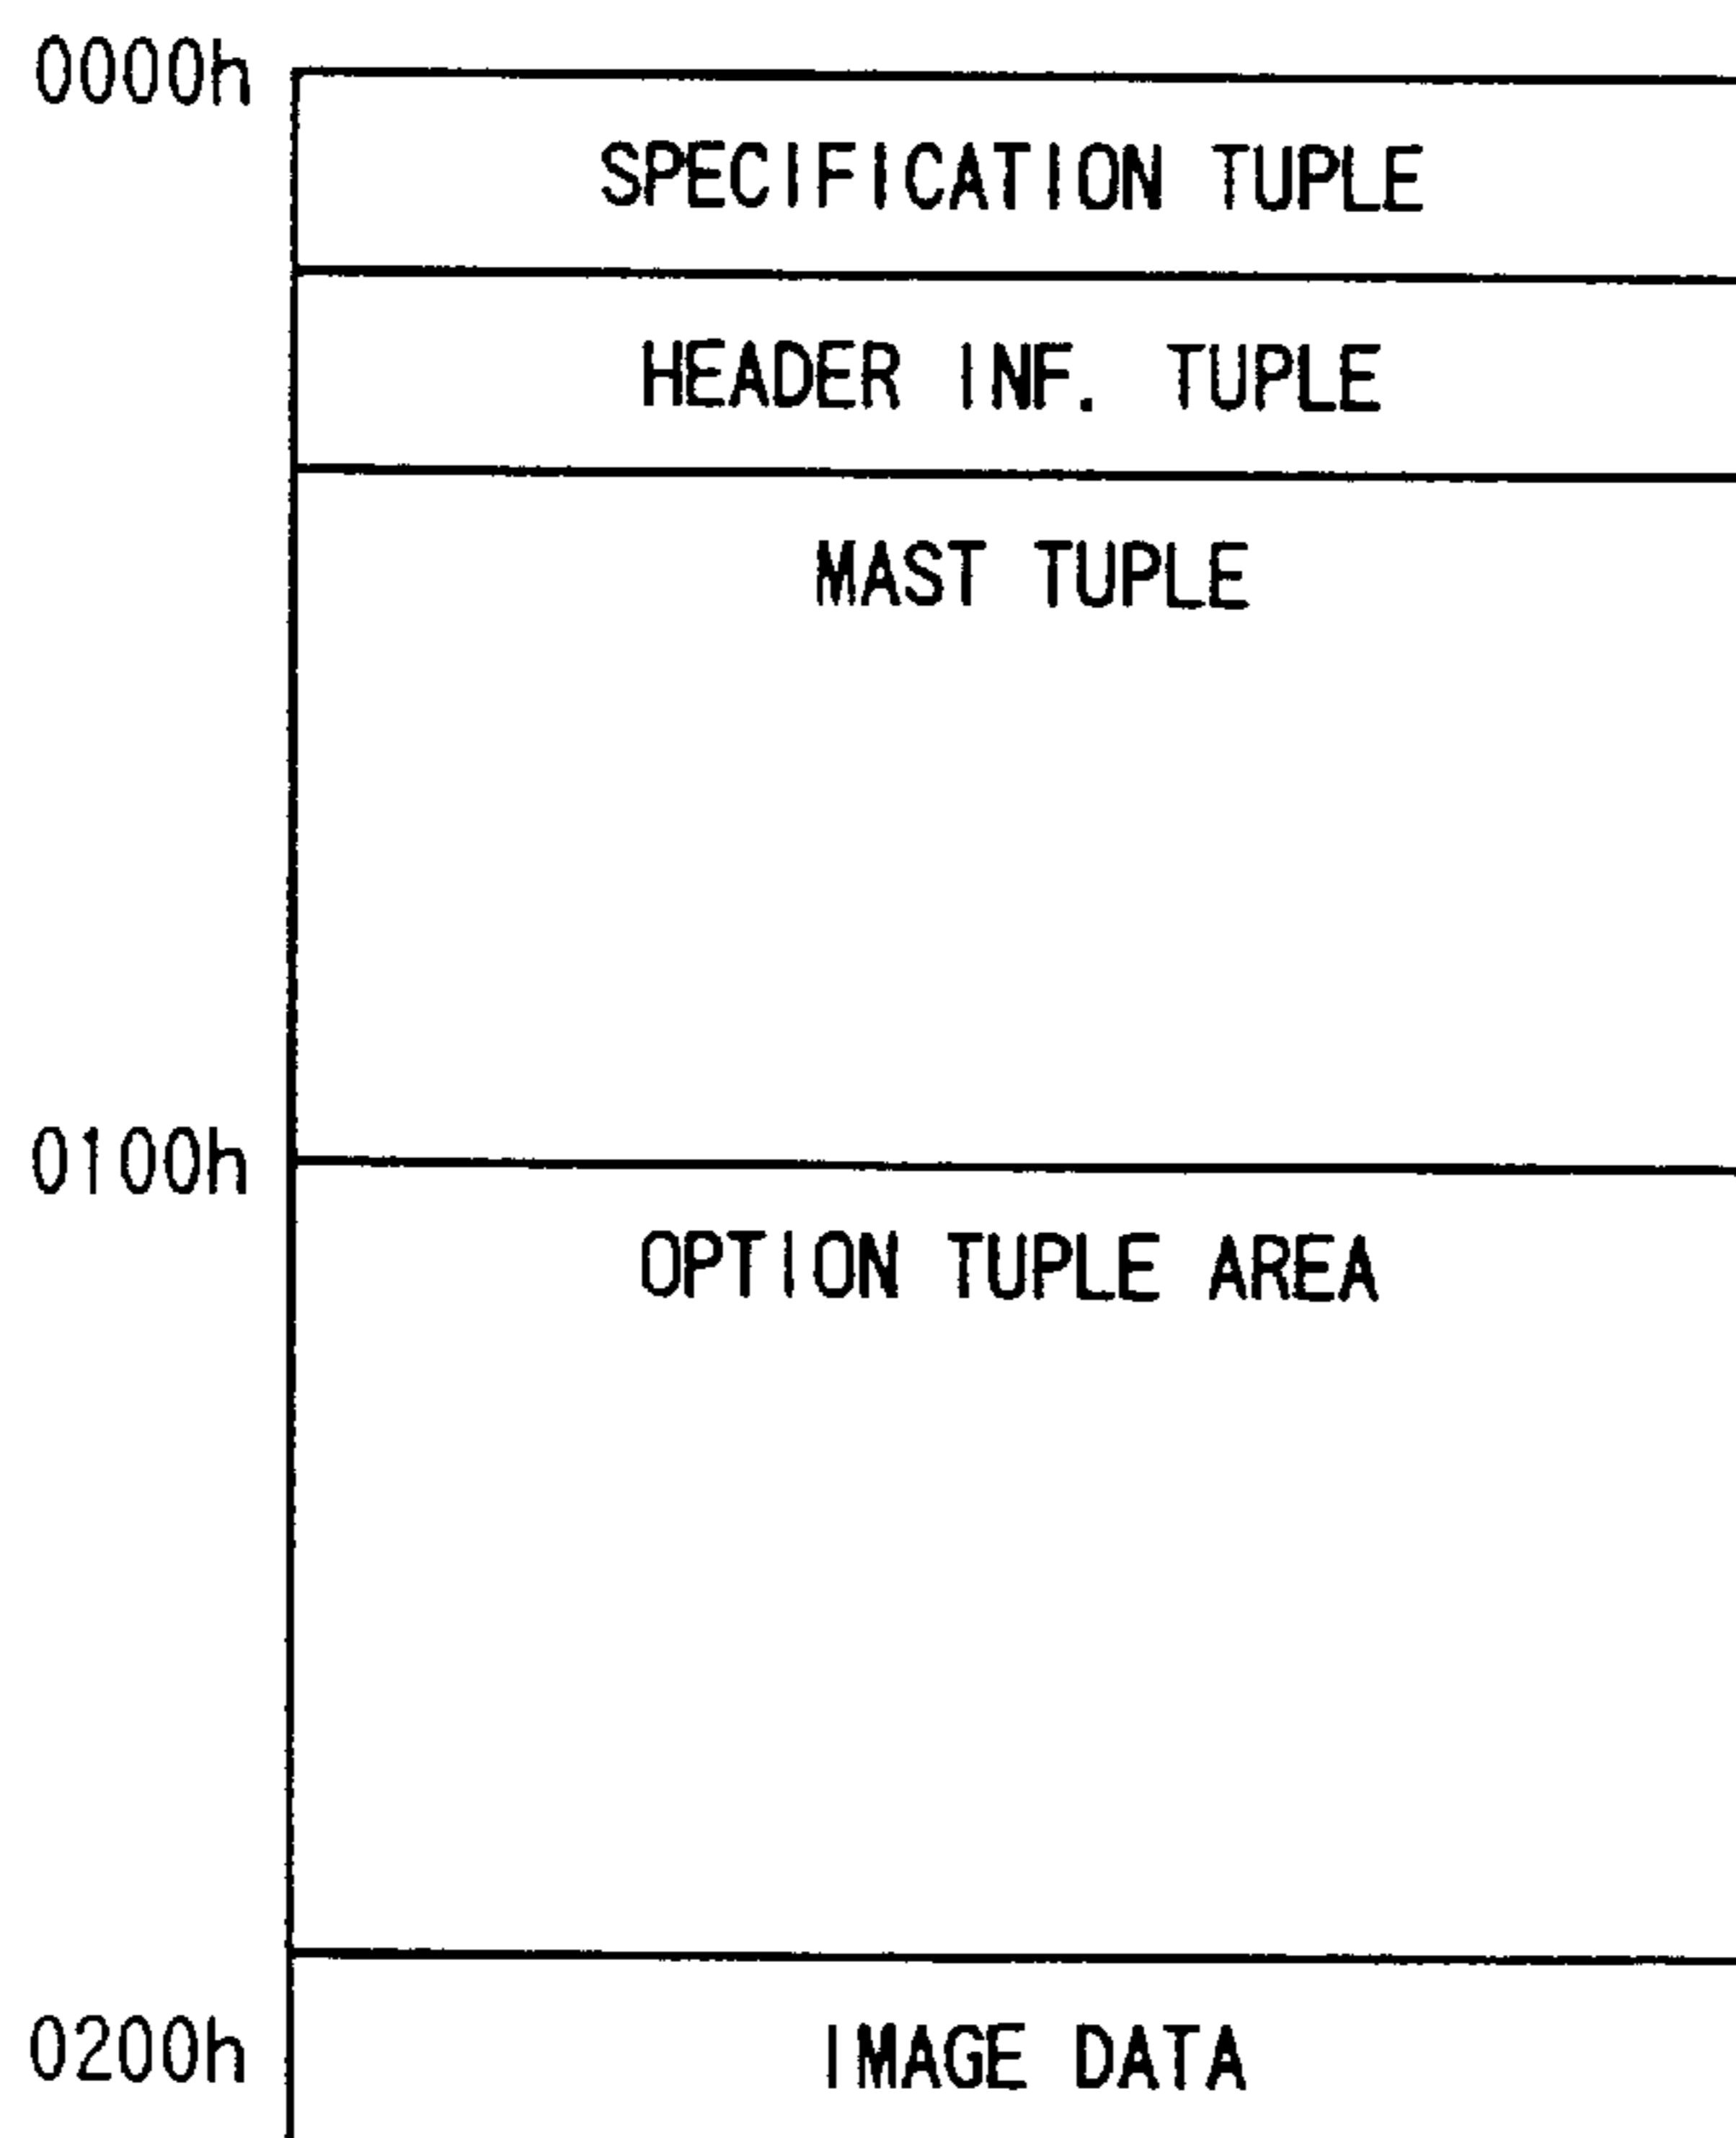 0000h
SPECIFICATION TUPLE
HEADER INF. TUPLE
MAST TUPLE
0100h
OPTION TUPLE AREA
0200h
IMAGE DATA